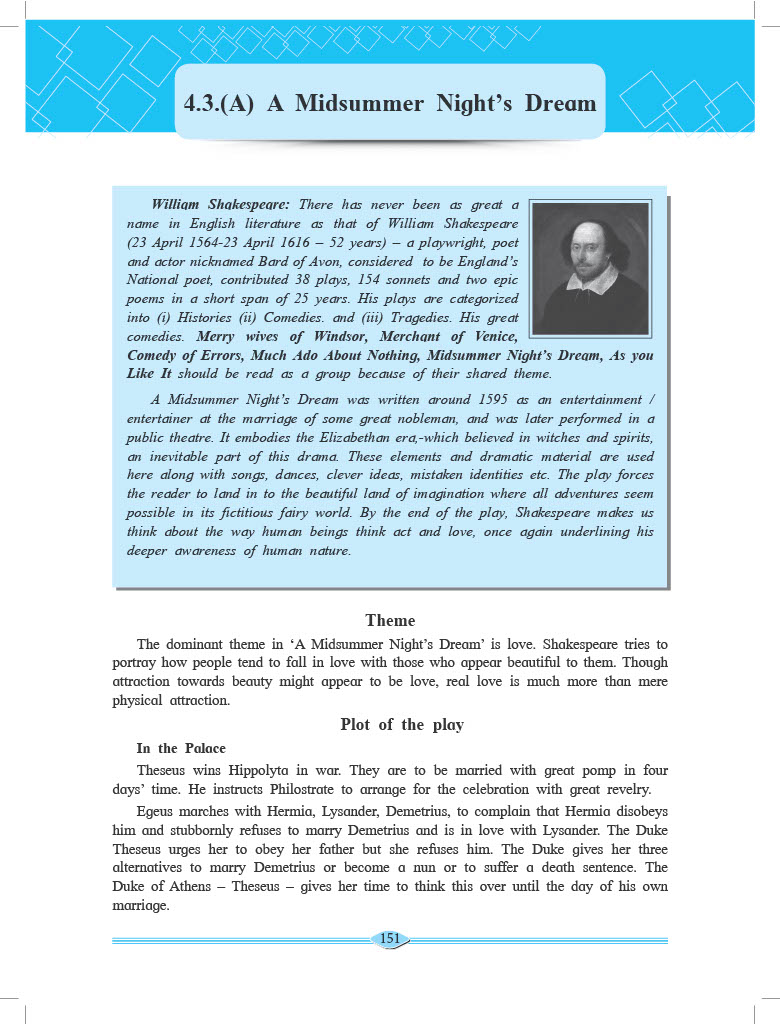 4.3.(A) A Midsummer Night's Dream
William Shakespeare: There has never been as great a
name in English literature as that of William Shakespeare
(23 April 1564-23 April 1616 – 52 years) – a playwright, poet
and actor nicknamed Bard of Avon, considered to be England's
National poet, contributed 38 plays, 154 sonnets and two epic
poems in a short span of 25 years. His plays are categorized
into (i) Histories (ii) Comedies. and (iii) Tragedies. His great
comedies. Merry wives of Windsor, Merchant of Venice,
Comedy of Errors, Much Ado About Nothing, Midsummer Night's Dream, As you
Like It should be read as a group because of their shared theme.
A Midsummer Night's Dream was written around 1595 as an entertainment /
entertainer at the marriage of some great nobleman, and was later performed in a
public theatre. It embodies the Elizabethan era,-which believed in witches and spirits,
an inevitable part of this drama. These elements and dramatic material are used
here along with songs, dances, clever ideas, mistaken identities etc. The play forces
the reader to land in to the beautiful land of imagination where all adventures seem
possible in its fictitious fairy world. By the end of the play, Shakespeare makes us
think about the way human beings think act and love, once again underlining his
deeper awareness of human nature.
Theme
The dominant theme in 'A Midsummer Night's Dream' is love. Shakespeare tries to
portray how people tend to fall in love with those who appear beautiful to them. Though
attraction towards beauty might appear to be love, real love is much more than mere
physical attraction.
Plot of the play
In the Palace
Theseus wins Hippolyta in war. They are to be married with great pomp in four
days' time. He instructs Philostrate to arrange for the celebration with great revelry.
Egeus marches with Hermia, Lysander, Demetrius, to complain that Hermia disobeys
him and stubbornly refuses to marry Demetrius and is in love with Lysander. The Duke
Theseus urges her to obey her father but she refuses him. The Duke gives her three
alternatives to marry Demetrius or become a nun or to suffer a death sentence. The
Duke of Athens – Theseus – gives her time to think this over until the day of his own
marriage.
151